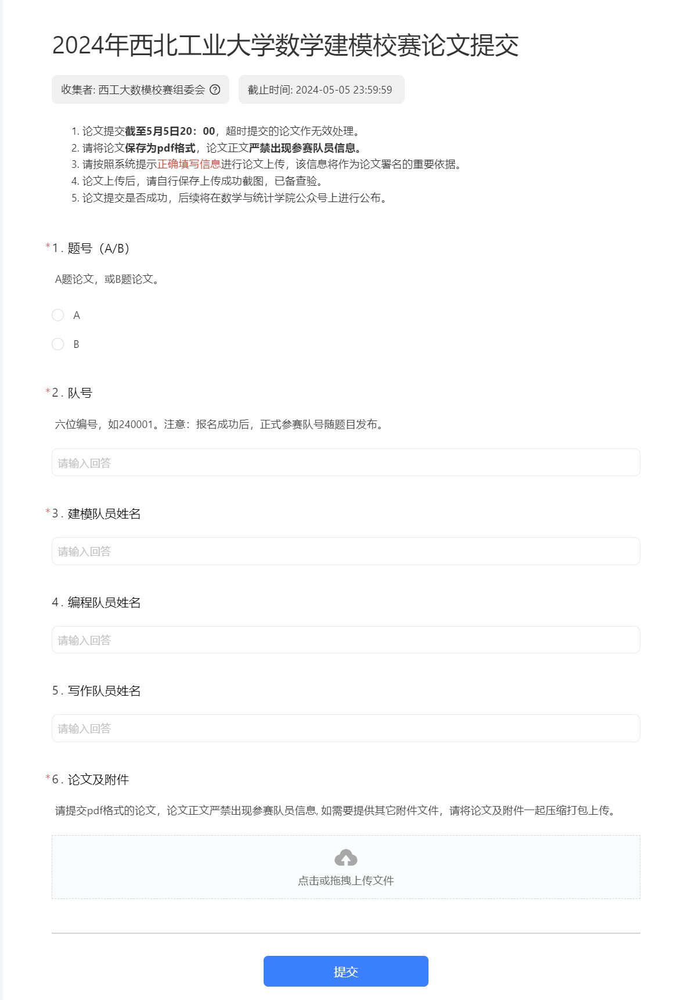 2024年西北工业大学数学建模校赛论文提交
收集者: 西工大数模校赛组委会
截止时间: 2024-05-05 23:59:59
1. 论文提交截至5月5日20：00，超时提交的论文作无效处理。
2. 请将论文保存为pdf格式，论文正文严禁出现参赛队员信息。
3. 请按照系统提示正确填写信息进行论文上传，该信息将作为论文署名的重要依据。
4. 论文上传后，请自行保存上传成功截图，已备查验。
5. 论文提交是否成功，后续将在数学与统计学院公众号上进行公布。
*1. 题号（A/B）
A题论文，或B题论文。
A
B
*2. 队号
六位编号，如240001。注意：报名成功后，正式参赛队号随题目发布。
请输入回答
*3. 建模队员姓名
请输入回答
4. 编程队员姓名
请输入回答
5. 写作队员姓名
请输入回答
*6. 论文及附件
请提交pdf格式的论文，论文正文严禁出现参赛队员信息, 如需要提供其它附件文件，请将论文及附件一起压缩打包上传。
点击或拖拽上传文件
提交